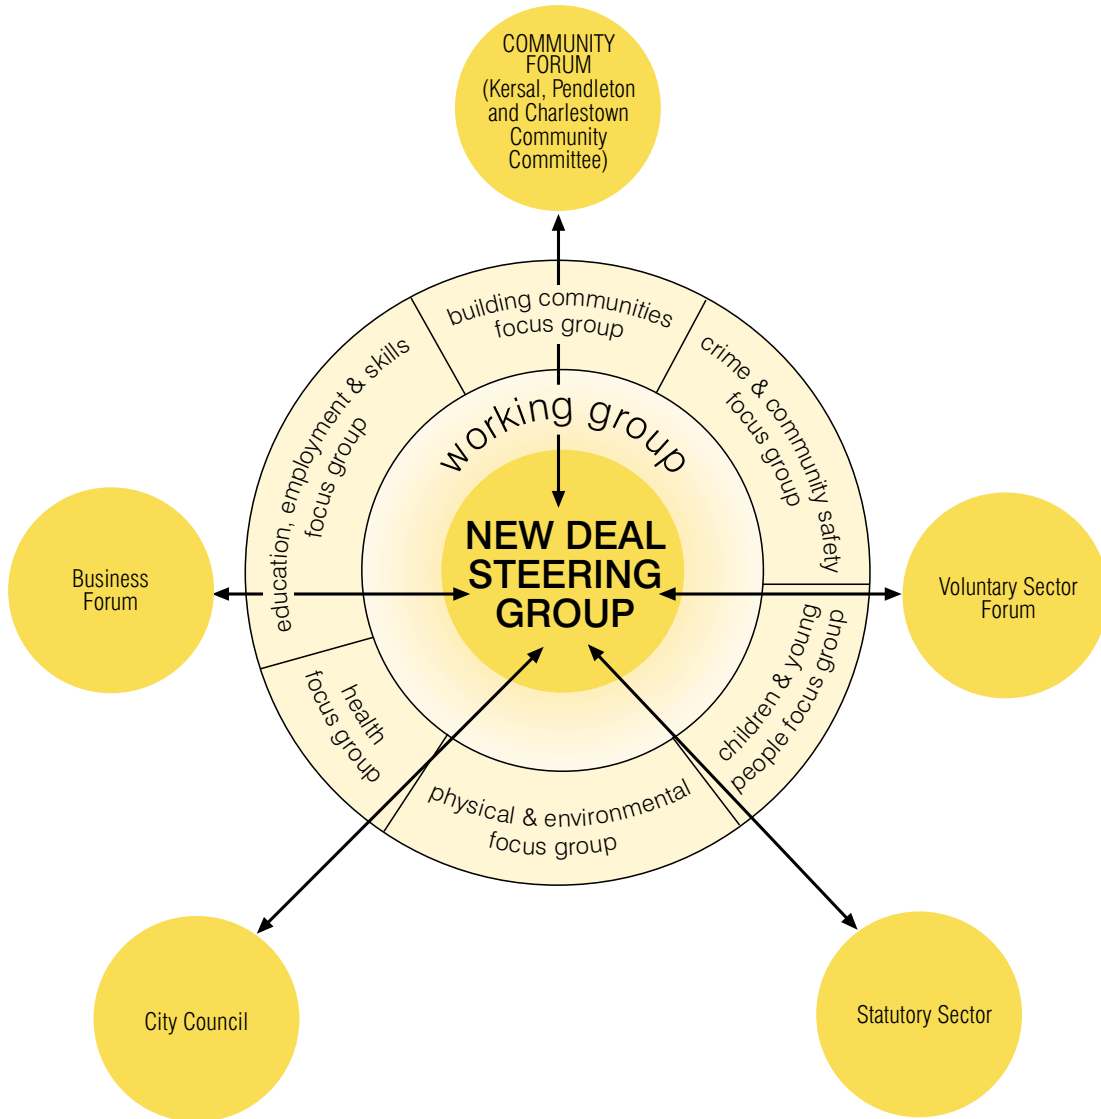 COMMUNITY
FORUM
(Kersal, Pendleton
and Charlestown
Community
Committee)
building communities
focus group
crime & community safety
focus group
education, employment & skills
focus group
working group
NEW DEAL
STEERING
GROUP
Business
Forum
Voluntary Sector
Forum
children & young
people focus group
health
focus group
physical & environmental
focus group
City Council
Statutory Sector